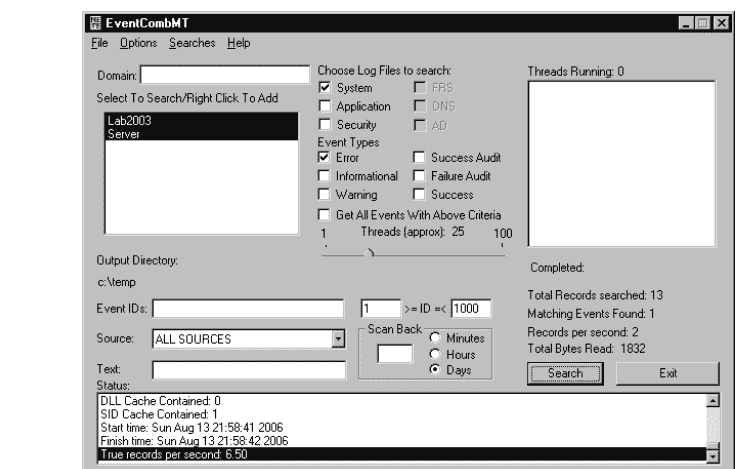 EventCombMT
File Options Searches Help
Domain:
Select To Search/Right Click To Add
Lab2003
Server
Choose Log Files to search:
System FRS
Application DNS
Security AD
Event Types
Error Success Audit
Informational Failure Audit
Warning Success
Get All Events With Above Criteria
1 Threads (approx): 25 100
Threads Running: 0
Output Directory:
c:\temp
Event IDs: 1 >= ID =< 1000
Source: ALL SOURCES
Scan Back
Minutes
Hours
Days
Text:
Completed:
Total Records searched: 13
Matching Events Found: 1
Records per second: 2
Total Bytes Read: 1832
Search Exit
Status:
DLL Cache Contained: 0
SID Cache Contained: 1
Start time: Sun Aug 13 21:58:41 2006
Finish time: Sun Aug 13 21:58:42 2006
True records per second: 6.50